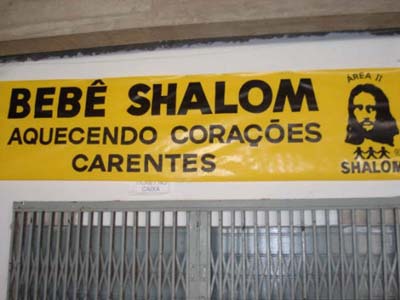 BEBÊ SHALOM
AQUECENDO CORAÇÕES
CARENTES
ÁREA II
SHALOM
CAIXA